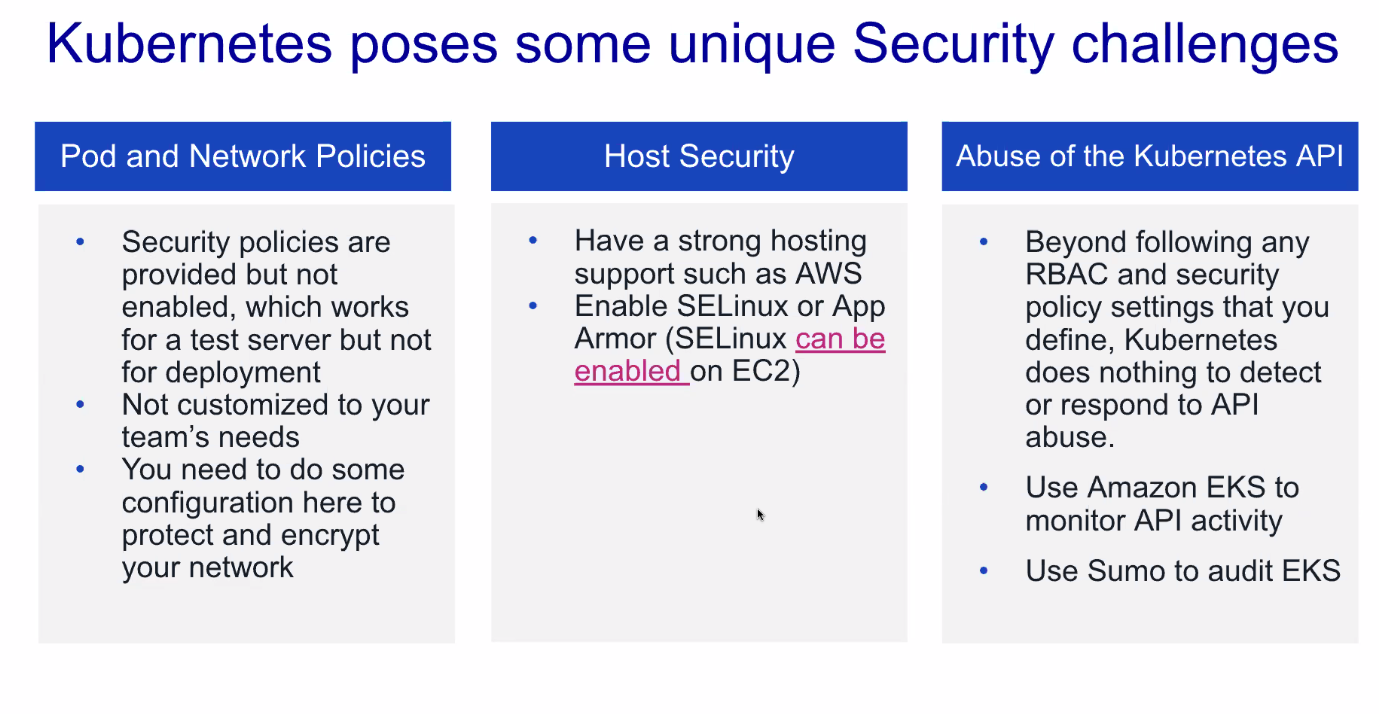 Kubernetes poses some unique Security challenges
Pod and Network Policies
• Security policies are
provided but not
enabled, which works
for a test server but not
for deployment
• Not customized to your
team’s needs
• You need to do some
configuration here to
protect and encrypt
your network
Host Security
• Have a strong hosting
support such as AWS
• Enable SELinux or App
Armor (SELinux can be
enabled on EC2)
Abuse of the Kubernetes API
• Beyond following any
RBAC and security
policy settings that you
define, Kubernetes
does nothing to detect
or respond to API
abuse.
• Use Amazon EKS to
monitor API activity
• Use Sumo to audit EKS